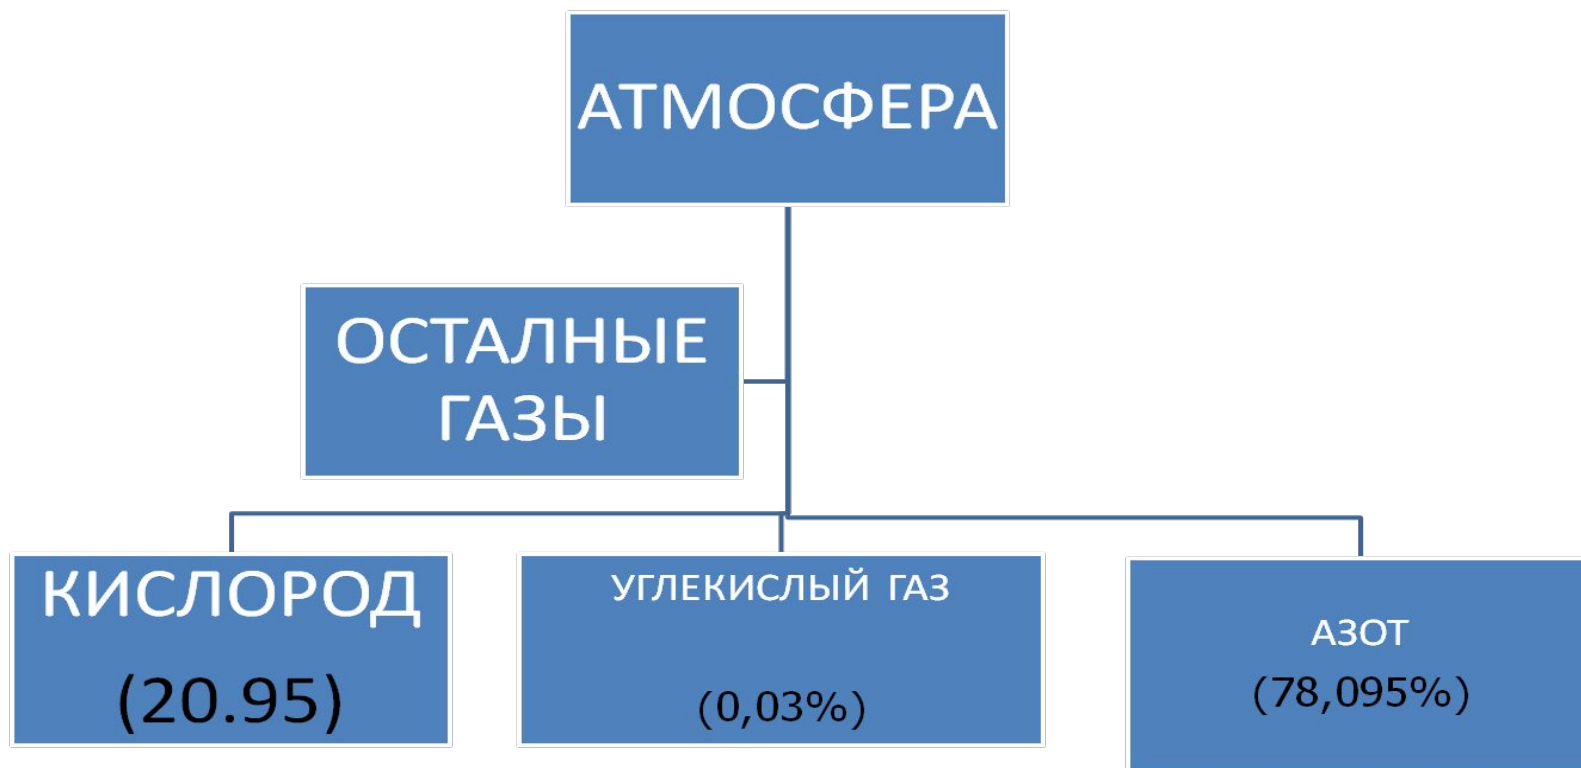 АТМОСФЕРА
ОСТАЛНЫЕ
ГАЗЫ
КИСЛОРОД
(20.95)
УГЛЕКИСЛЫЙ ГАЗ
(0,03%)
АЗОТ
(78,095%)